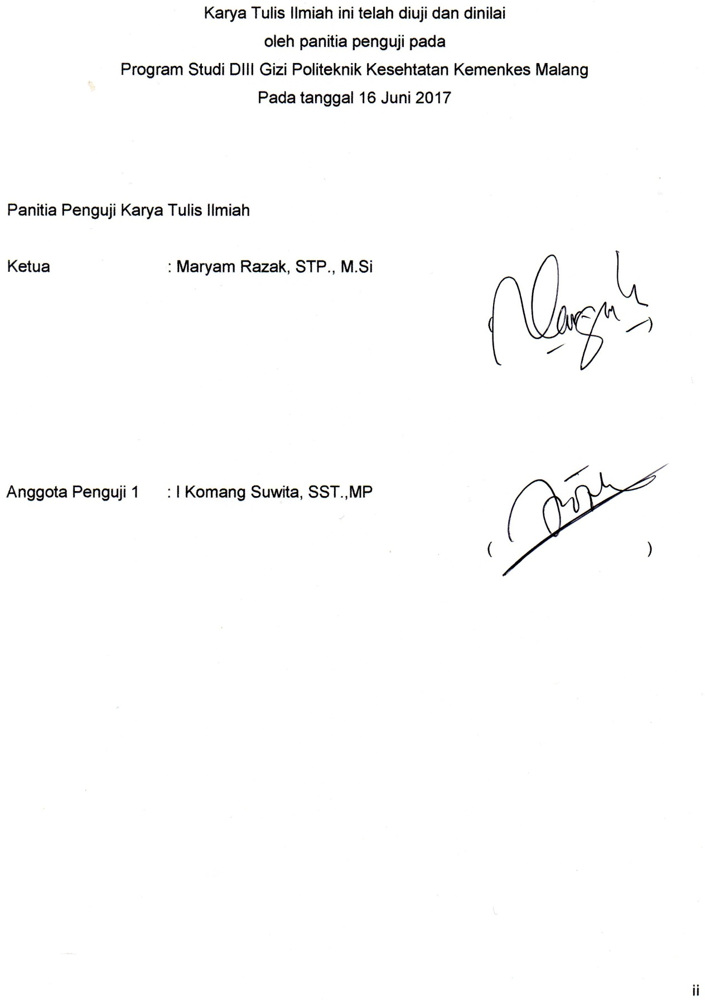 Karya Tulis Ilmiah ini telah diuji dan dinilai
oleh panitia penguji pada
Program Studi DIII Gizi Politeknik Kesehtatan Kemenkes Malang
Pada tanggal 16 Juni 2017
Panitia Penguji Karya Tulis Ilmiah
Ketua : Maryam Razak, STP., M.Si
( )
Anggota Penguji 1 : I Komang Suwita, SST.,MP
( )
ii